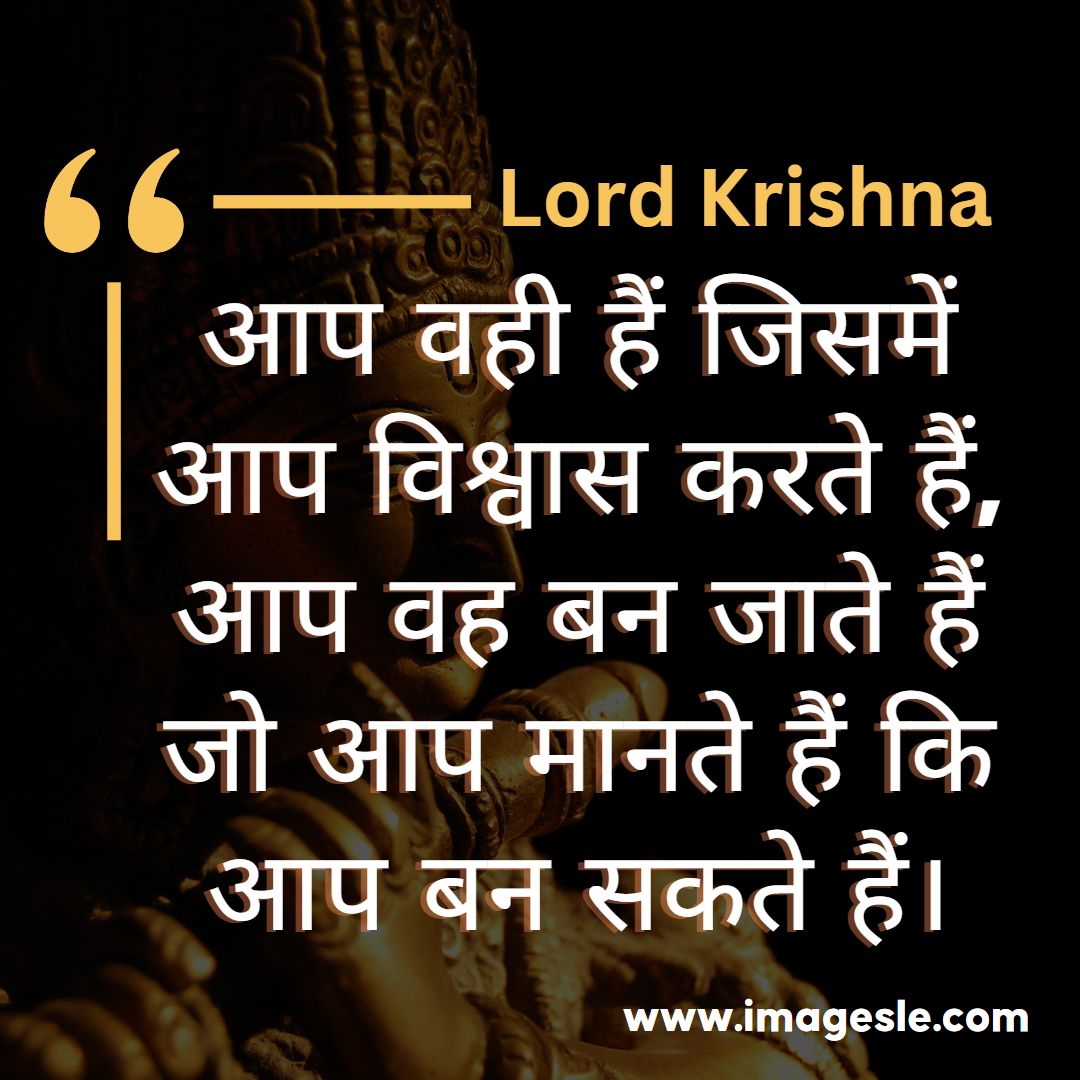 Lord Krishna
आप वही हैं जिसमें
आप विश्वास करते हैं,
आप वह बन जाते हैं
जो आप मानते हैं कि
आप बन सकते हैं।
www.imagesle.com